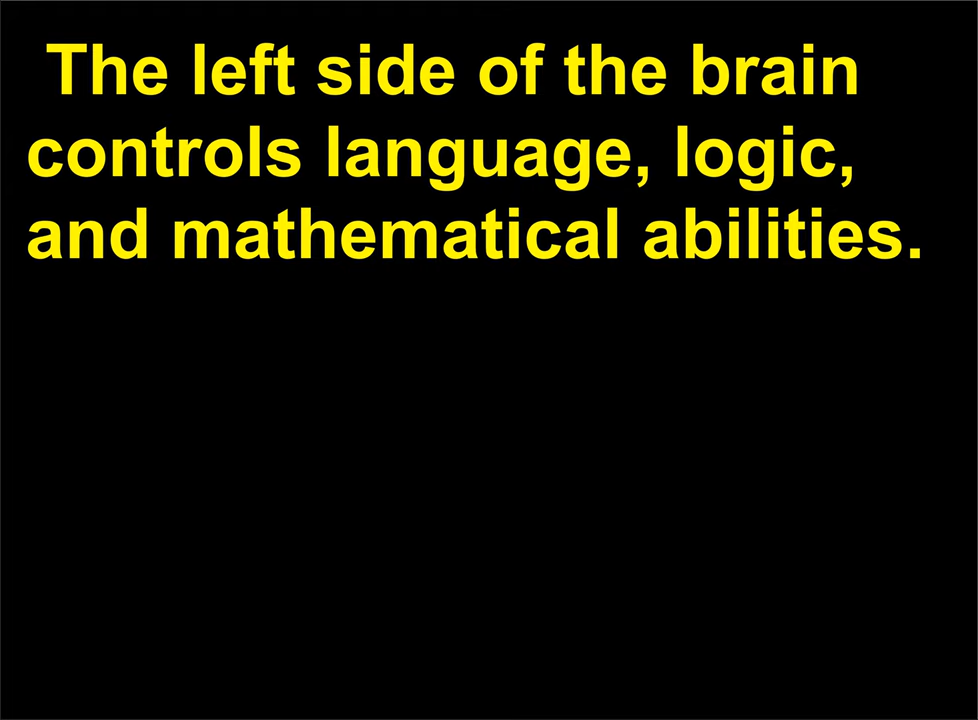 The left side of the brain
controls language, logic,
and mathematical abilities.